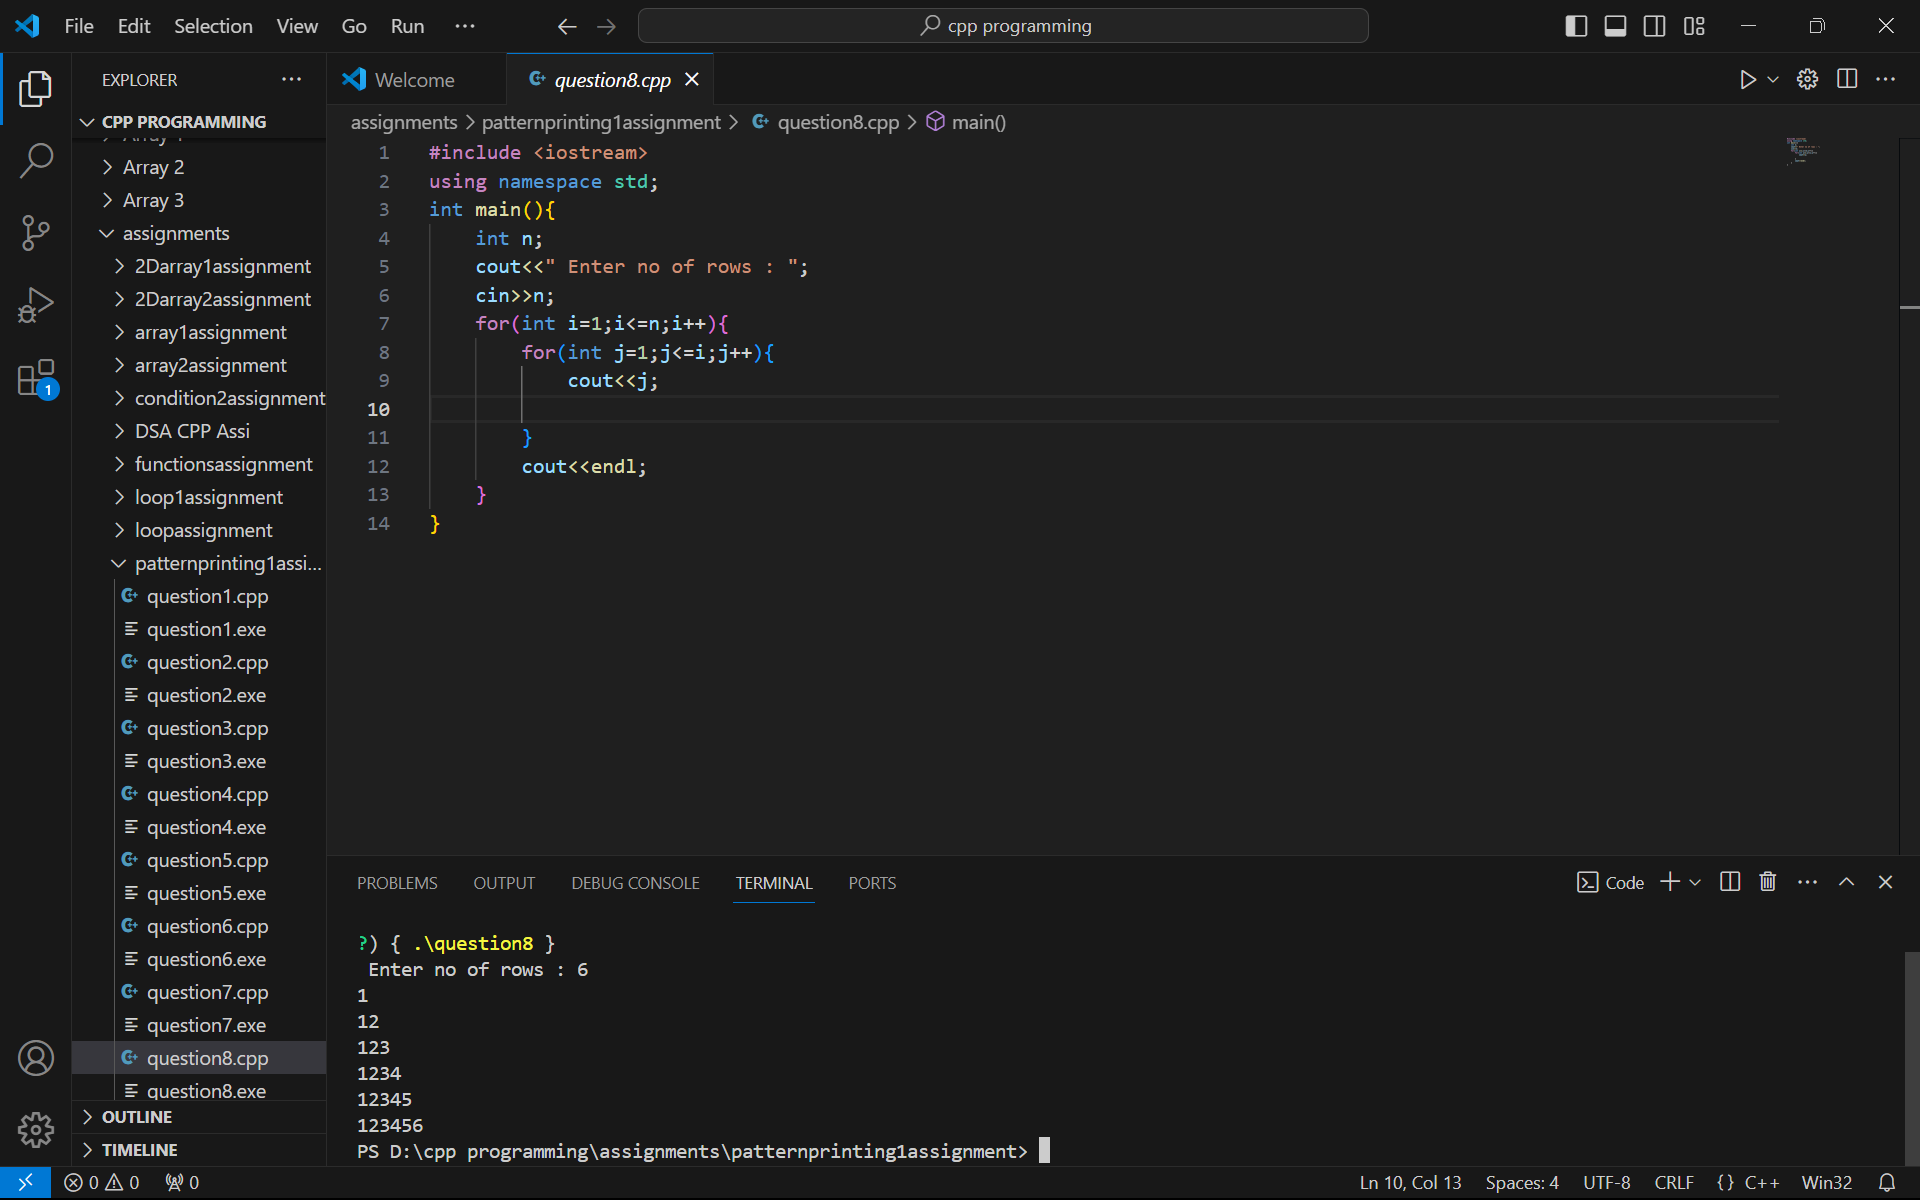 File Edit Selection View Go Run ··· cpp programming
EXPLORER ···
Welcome question8.cpp
CPP PROGRAMMING
assignments > patternprinting1assignment > question8.cpp > main()
Array 2
Array 3
assignments
2Darray1assignment
2Darray2assignment
array1assignment
array2assignment
condition2assignment
DSA CPP Assi
functionsassignment
loop1assignment
loopassignment
patternprinting1assi...
question1.cpp
question1.exe
question2.cpp
question2.exe
question3.cpp
question3.exe
question4.cpp
question4.exe
question5.cpp
question5.exe
question6.cpp
question6.exe
question7.cpp
question7.exe
question8.cpp
question8.exe
OUTLINE
TIMELINE
1
1 #include <iostream>
2 using namespace std;
3 int main(){
4 int n;
5 cout<<" Enter no of rows : ";
6 cin>>n;
7 for(int i=1;i<=n;i++){
8 for(int j=1;j<=i;j++){
9 cout<<j;
10
11 }
12 cout<<endl;
13 }
14 }
PROBLEMS OUTPUT DEBUG CONSOLE TERMINAL PORTS Code
?) { .\question8 }
Enter no of rows : 6
1
12
123
1234
12345
123456
PS D:\cpp programming\assignments\patternprinting1assignment>
0 0 0 Ln 10, Col 13 Spaces: 4 UTF-8 CRLF {} C++ Win32